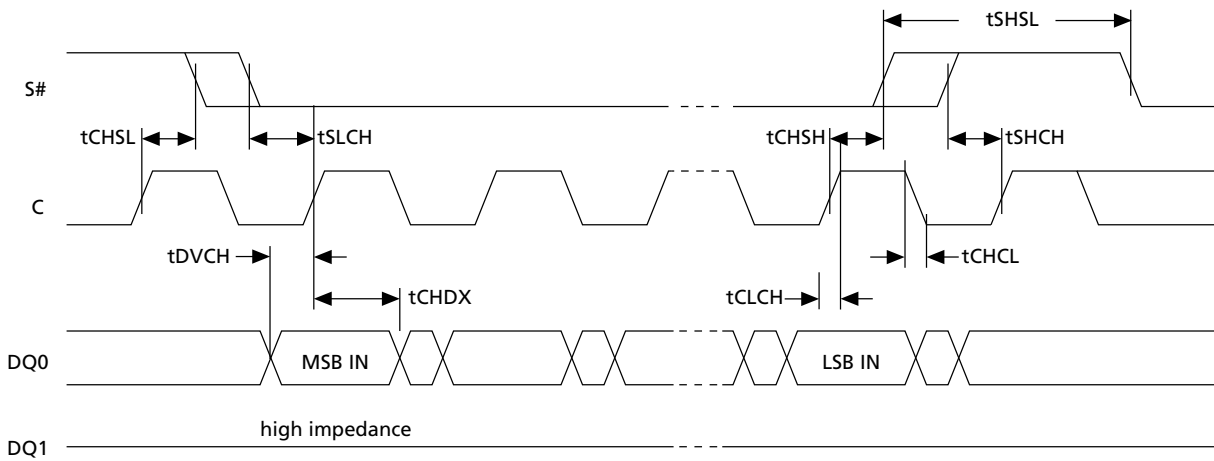 tSHSL
S#
tCHSL
tSLCH
tCHSH
tSHCH
C
tDVCH
tCHCL
tCHDX
tCLCH
DQ0
MSB IN
LSB IN
high impedance
DQ1